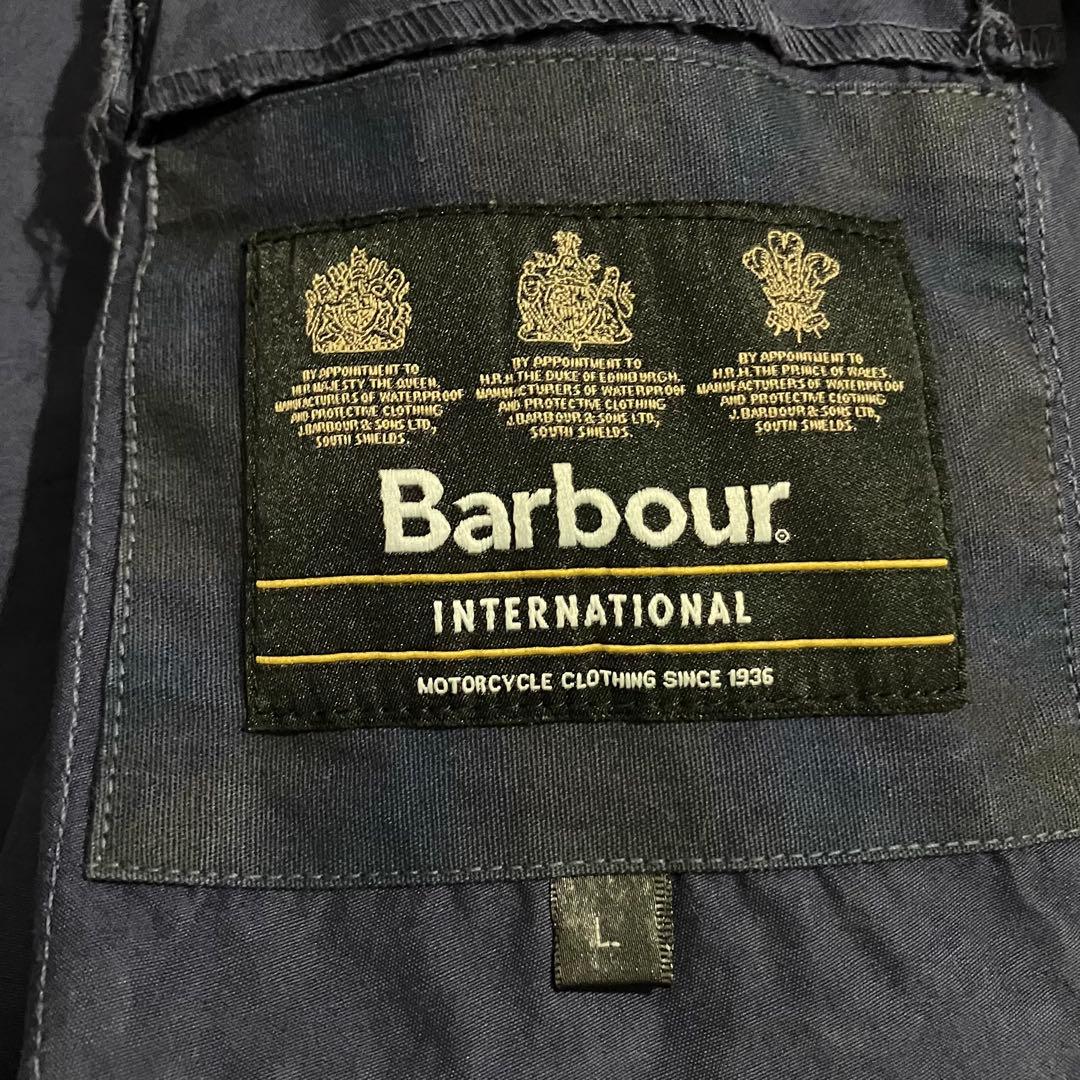 BY APPOINTMENT TO
HER MAJESTY THE QUEEN,
MANUFACTURERS OF WATERPROOF
AND PROTECTIVE CLOTHING
J.BARBOUR & SONS LTD,
SOUTH SHIELDS.
BY APPOINTMENT TO
H.R.H. THE DUKE OF EDINBURGH,
MANUFACTURERS OF WATERPROOF
AND PROTECTIVE CLOTHING
J.BARBOUR & SONS LTD,
SOUTH SHIELDS.
BY APPOINTMENT TO
H.R.H. THE PRINCE OF WALES,
MANUFACTURERS OF WATERPROOF
AND PROTECTIVE CLOTHING
J.BARBOUR & SONS LTD,
SOUTH SHIELDS.
Barbour®
INTERNATIONAL
MOTORCYCLE CLOTHING SINCE 1936
L.